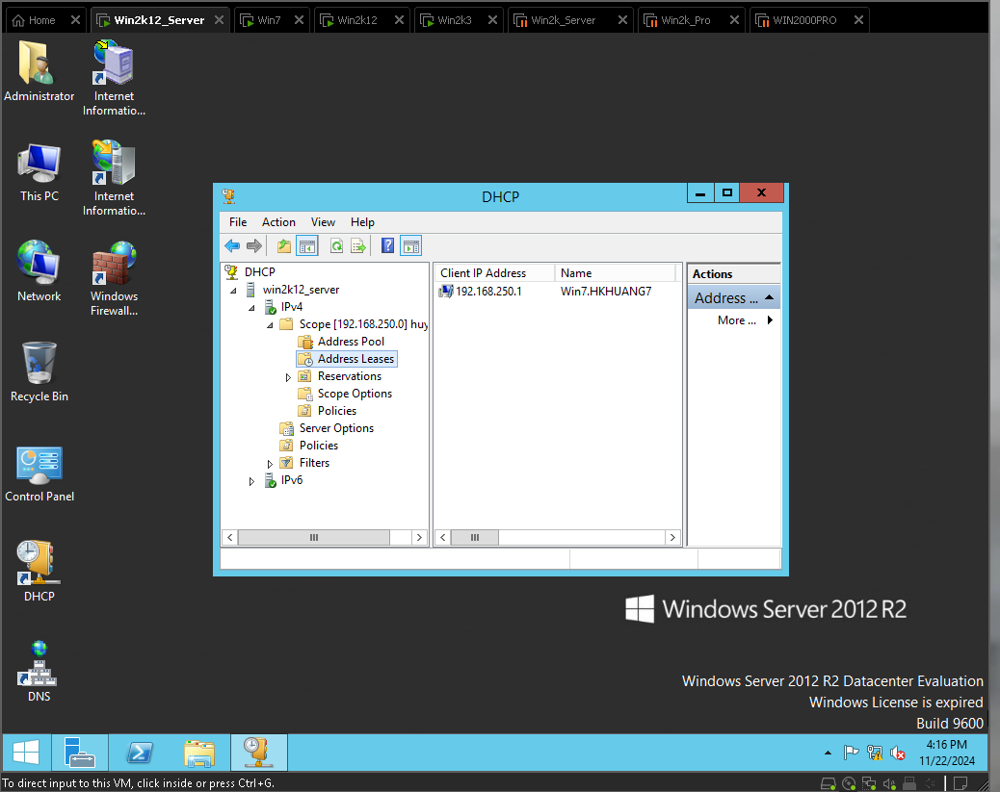 Home
Win2k12_Server
Win7
Win2k12
Win2k3
Win2k_Server
Win2k_Pro
WIN2000PRO
Administrator
Internet
Informatio...
This PC
Internet
Informatio...
Network
Windows
Firewall...
Recycle Bin
Control Panel
DHCP
DNS
DHCP
File Action View Help
DHCP
win2k12_server
IPv4
Scope [192.168.250.0] huy
Address Pool
Address Leases
Reservations
Scope Options
Policies
Server Options
Policies
Filters
IPv6
Client IP Address Name
192.168.250.1 Win7.HKHUANG7
Actions
Address ...
More ...
Windows Server 2012 R2
Windows Server 2012 R2 Datacenter Evaluation
Windows License is expired
Build 9600
4:16 PM
11/22/2024
To direct input to this VM, click inside or press Ctrl+G.